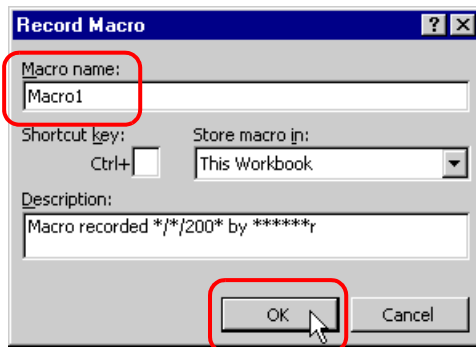 Record Macro
Macro name:
Macro1
Shortcut key: Store macro in:
Ctrl+ This Workbook
Description:
Macro recorded */*/200* by ******r
OK Cancel